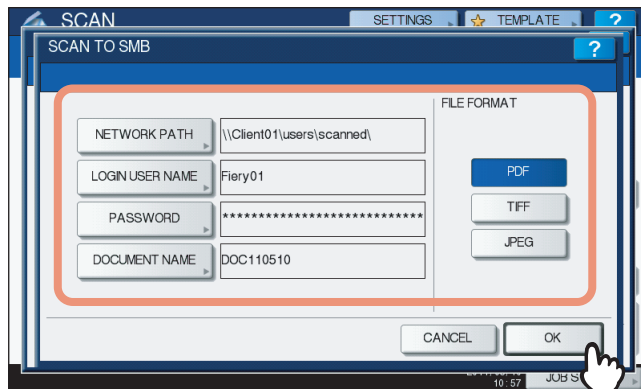 SCAN
SETTINGS
TEMPLATE
?
SCAN TO SMB
?
FILE FORMAT
NETWORK PATH
\\Client01\users\scanned\
LOGIN USER NAME
Fiery01
PASSWORD
****************************
DOCUMENT NAME
DOC110510
PDF
TIFF
JPEG
CANCEL
OK
10:57
JOB S